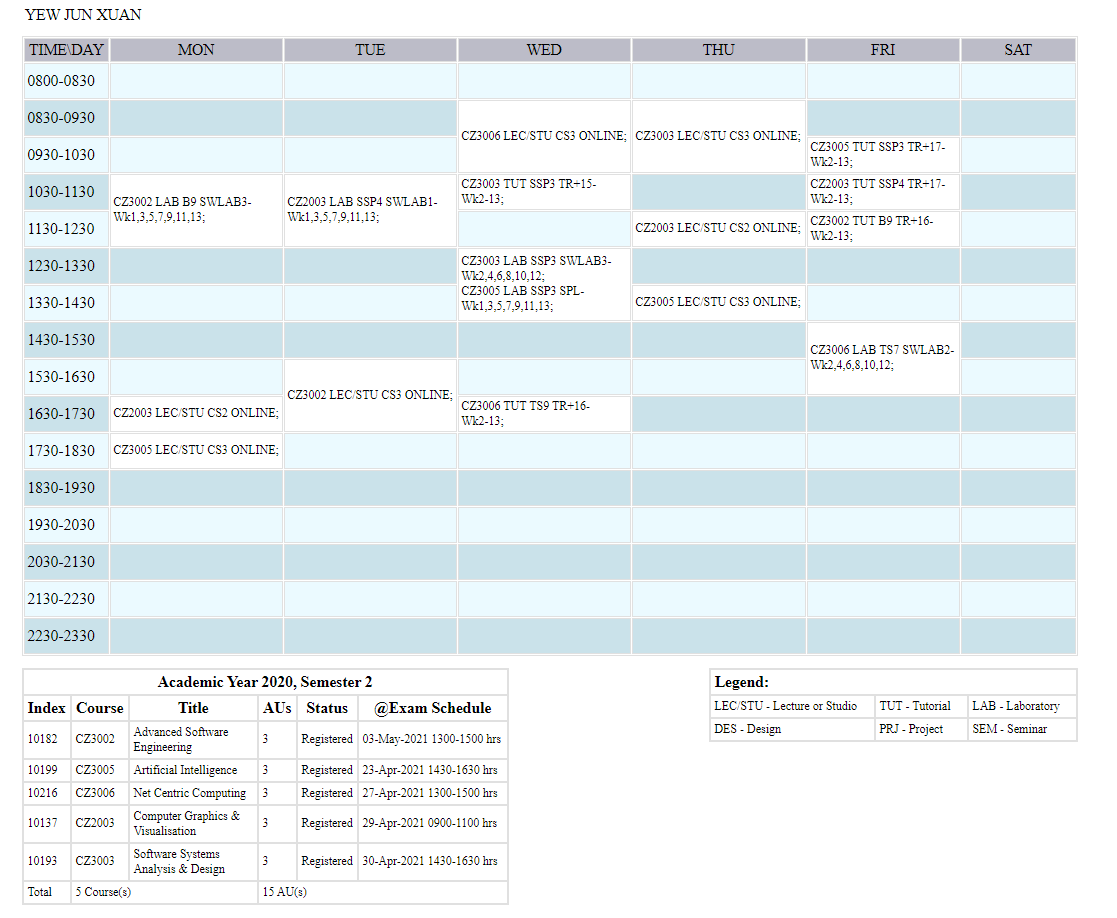 YEW JUN XUAN
TIME\DAY MON TUE WED THU FRI SAT
0800-0830
0830-0930
CZ3006 LEC/STU CS3 ONLINE; CZ3003 LEC/STU CS3 ONLINE;
0930-1030
CZ3005 TUT SSP3 TR+17-
Wk2-13;
1030-1130
CZ3002 LAB B9 SWLAB3-
Wk1,3,5,7,9,11,13;
CZ2003 LAB SSP4 SWLAB1-
Wk1,3,5,7,9,11,13;
CZ3003 TUT SSP3 TR+15-
Wk2-13;
CZ2003 TUT SSP4 TR+17-
Wk2-13;
1130-1230
CZ2003 LEC/STU CS2 ONLINE;
CZ3002 TUT B9 TR+16-
Wk2-13;
1230-1330
CZ3003 LAB SSP3 SWLAB3-
Wk2,4,6,8,10,12;
CZ3005 LAB SSP3 SPL-
Wk1,3,5,7,9,11,13;
1330-1430
CZ3005 LEC/STU CS3 ONLINE;
1430-1530
CZ3006 LAB TS7 SWLAB2-
Wk2,4,6,8,10,12;
1530-1630
CZ3002 LEC/STU CS3 ONLINE;
1630-1730
CZ2003 LEC/STU CS2 ONLINE;
CZ3006 TUT TS9 TR+16-
Wk2-13;
1730-1830
CZ3005 LEC/STU CS3 ONLINE;
1830-1930
1930-2030
2030-2130
2130-2230
2230-2330
Academic Year 2020, Semester 2
Index Course Title AUs Status @Exam Schedule
10182 CZ3002 Advanced Software
Engineering 3 Registered 03-May-2021 1300-1500 hrs
10199 CZ3005 Artificial Intelligence 3 Registered 23-Apr-2021 1430-1630 hrs
10216 CZ3006 Net Centric Computing 3 Registered 27-Apr-2021 1300-1500 hrs
10137 CZ2003 Computer Graphics &
Visualisation 3 Registered 29-Apr-2021 0900-1100 hrs
10193 CZ3003 Software Systems
Analysis & Design 3 Registered 30-Apr-2021 1430-1630 hrs
Total 5 Course(s) 15 AU(s)
Legend:
LEC/STU - Lecture or Studio TUT - Tutorial LAB - Laboratory
DES - Design PRJ - Project SEM - Seminar